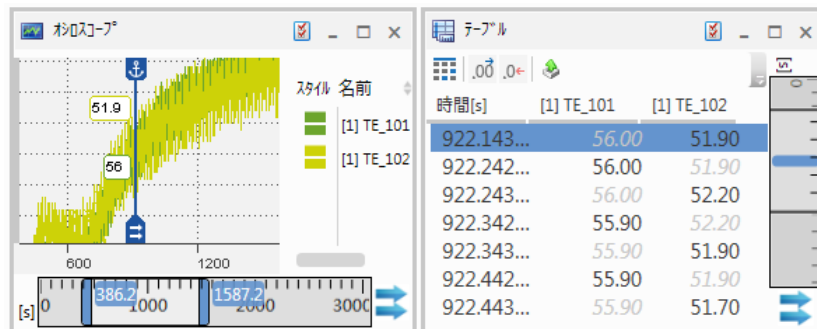 ｵｼﾛｽｺｰﾌﾟ
51.9
56
600 1200
ｽﾀｲﾙ 名前
[1] TE_101
[1] TE_102
[s] 0 386.2 1000 1587.2 2000 3000
ﾃｰﾌﾞﾙ
.00 .0
時間[s] [1] TE_101 [1] TE_102
922.143... 56.00 51.90
922.242... 56.00 51.90
922.243... 56.00 52.20
922.342... 55.90 52.20
922.343... 55.90 51.90
922.442... 55.90 51.90
922.443... 55.90 51.70
[s]
0